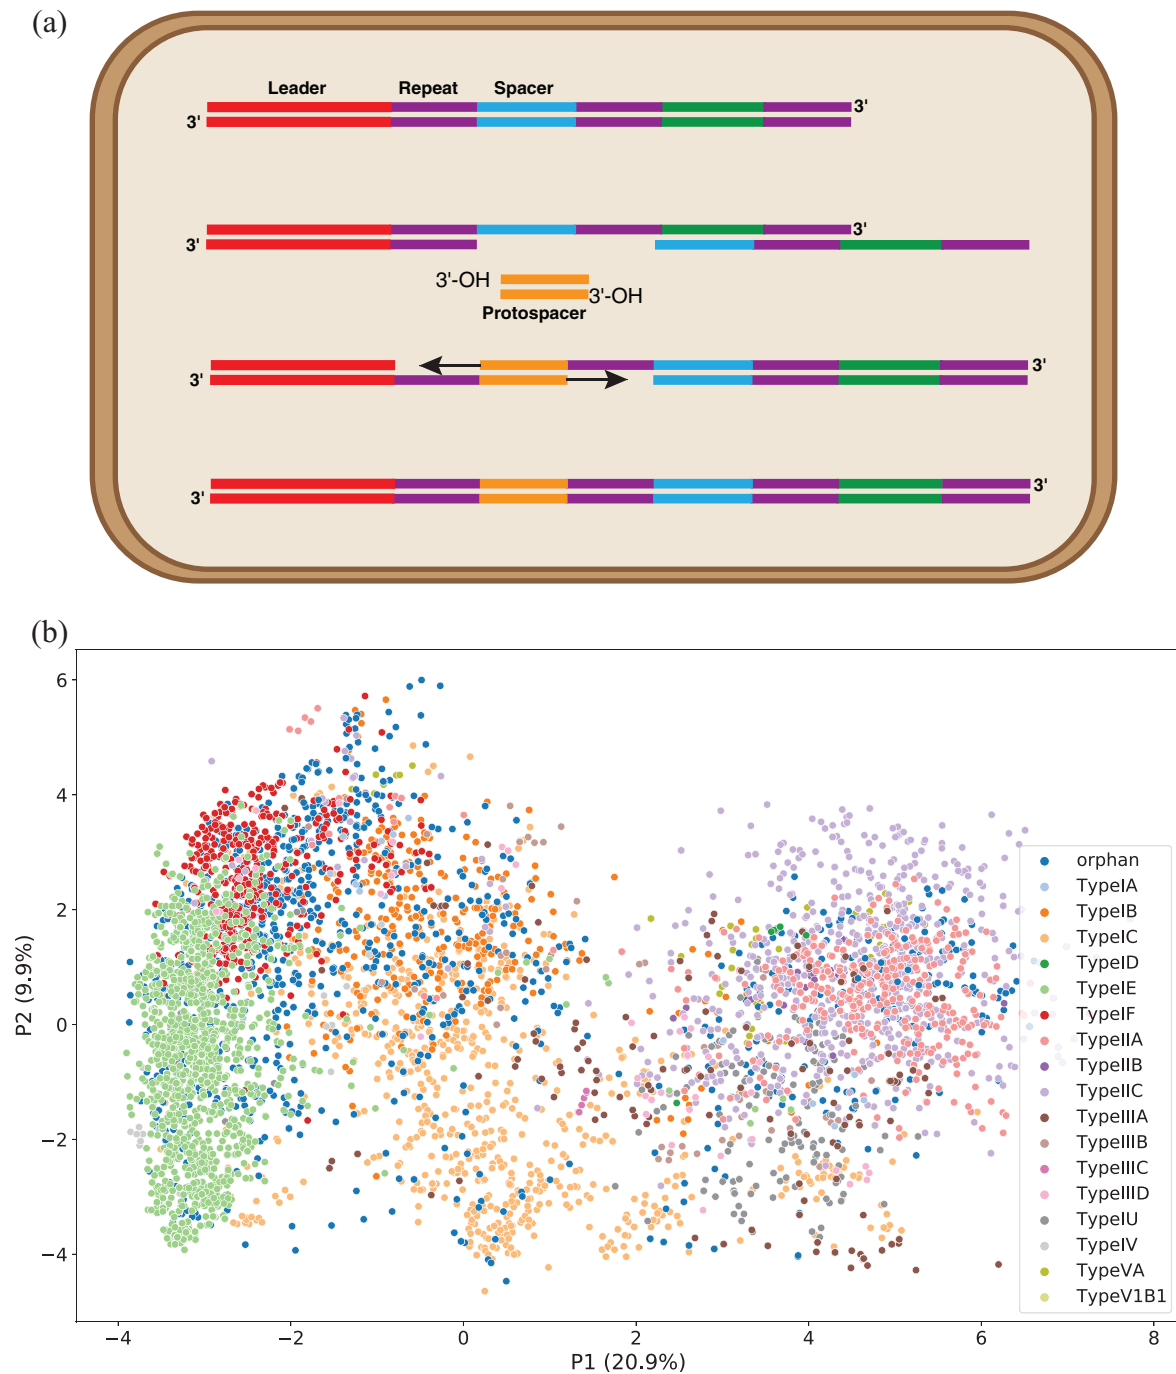 (a)
Leader Repeat Spacer
3'
3'
3'
3'
3'-OH
3'-OH
Protospacer
3'
3'
3'
3'
(b)
6
4
2
0
−2
−4
P2 (9.9%)
−4 −2 0 2 4 6 8
P1 (20.9%)
orphan
TypeIA
TypeIB
TypeIC
TypeID
TypeIE
TypeIF
TypeIIA
TypeIIB
TypeIIC
TypeIIIA
TypeIIIB
TypeIIIC
TypeIIID
TypeIU
TypeIV
TypeVA
TypeV1B1